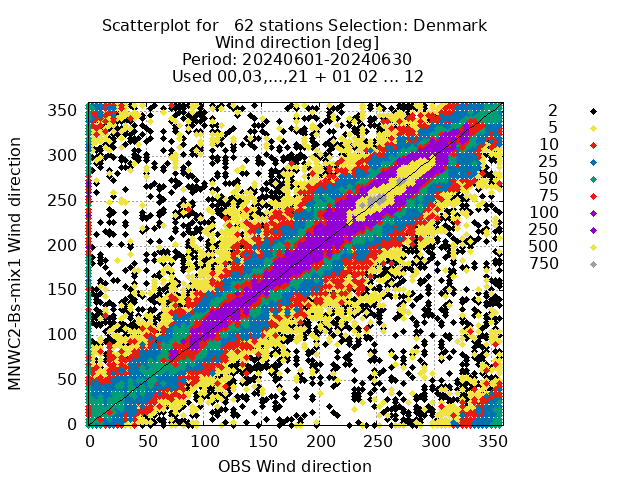 Scatterplot for   62 stations Selection: Denmark
Wind direction [deg]
Period: 20240601-20240630
Used 00,03,...,21 + 01 02 ... 12
MNWC2-Bs-mix1 Wind direction
350
300
250
200
150
100
50
0
0 50 100 150 200 250 300 350
OBS Wind direction
2
5
10
25
50
75
100
250
500
750